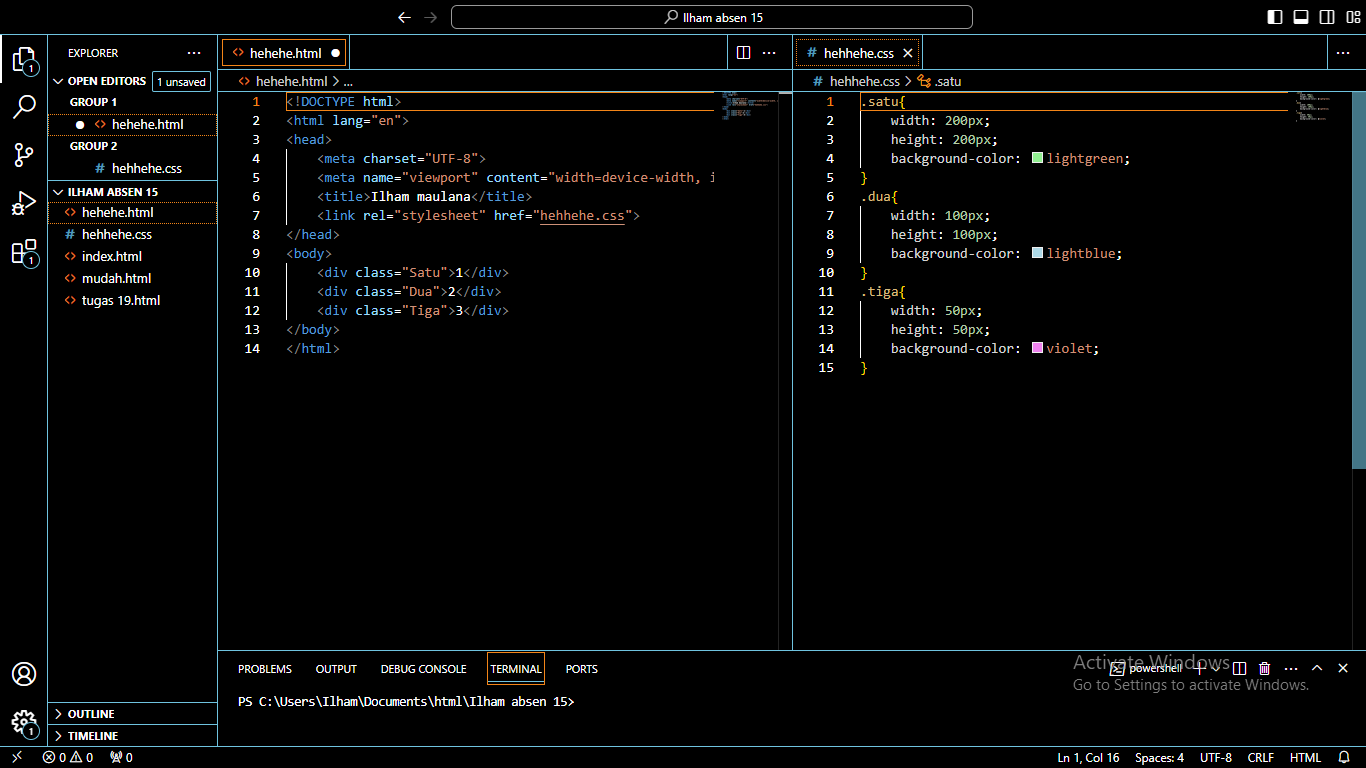 Ilham absen 15
EXPLORER
OPEN EDITORS 1 unsaved
GROUP 1
hehehe.html
GROUP 2
# hehhehe.css
ILHAM ABSEN 15
<> hehehe.html
# hehhehe.css
<> index.html
<> mudah.html
<> tugas 19.html
OUTLINE
TIMELINE
<> hehehe.html
<> hehehe.html > ...
1 <!DOCTYPE html>
2 <html lang="en">
3 <head>
4 <meta charset="UTF-8">
5 <meta name="viewport" content="width=device-width, i
6 <title>Ilham maulana</title>
7 <link rel="stylesheet" href="hehhehe.css">
8 </head>
9 <body>
10 <div class="Satu">1</div>
11 <div class="Dua">2</div>
12 <div class="Tiga">3</div>
13 </body>
14 </html>
# hehhehe.css
# hehhehe.css > .satu
1 .satu{
2 width: 200px;
3 height: 200px;
4 background-color: lightgreen;
5 }
6 .dua{
7 width: 100px;
8 height: 100px;
9 background-color: lightblue;
10 }
11 .tiga{
12 width: 50px;
13 height: 50px;
14 background-color: violet;
15 }
PROBLEMS OUTPUT DEBUG CONSOLE TERMINAL PORTS
powershell
PS C:\Users\Ilham\Documents\html\Ilham absen 15>
Activate Windows
Go to Settings to activate Windows.
0 0 0
Ln 1, Col 16 Spaces: 4 UTF-8 CRLF HTML